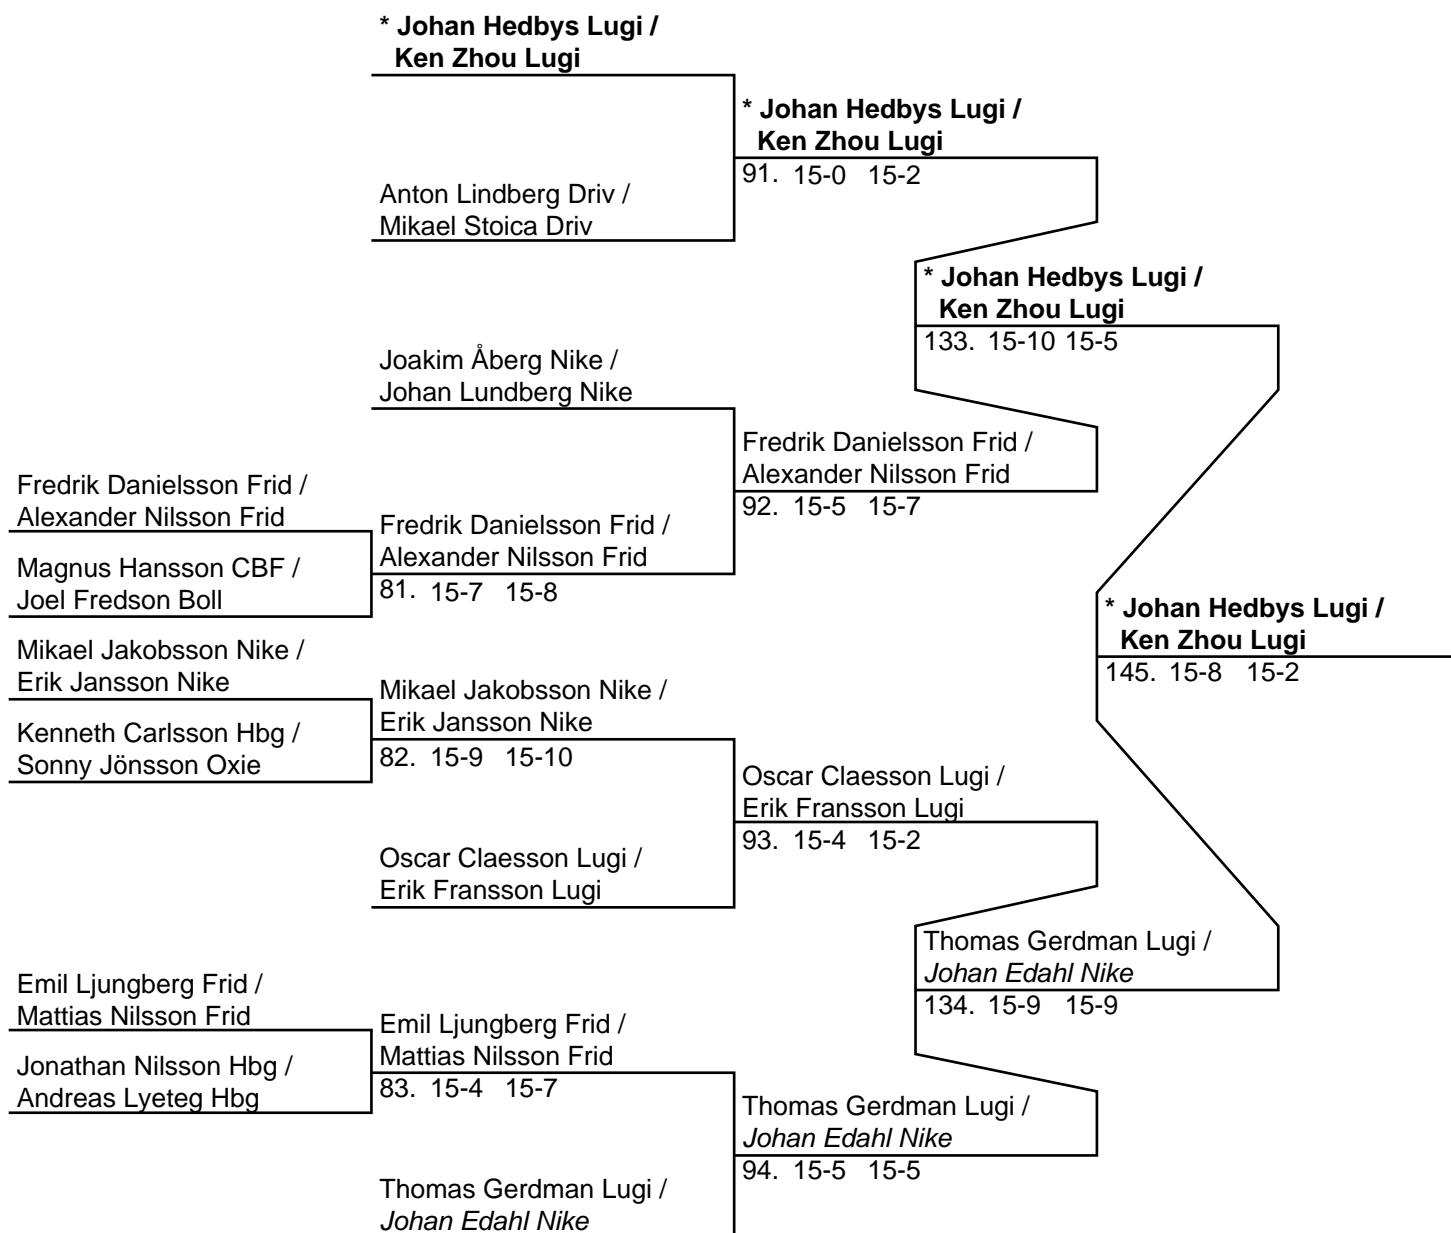 * Johan Hedbys Lugi /
Ken Zhou Lugi
* Johan Hedbys Lugi /
Ken Zhou Lugi
91. 15-0 15-2
Anton Lindberg Driv /
Mikael Stoica Driv
* Johan Hedbys Lugi /
Ken Zhou Lugi
133. 15-10 15-5
Joakim Åberg Nike /
Johan Lundberg Nike
Fredrik Danielsson Frid /
Alexander Nilsson Frid
92. 15-5 15-7
Fredrik Danielsson Frid /
Alexander Nilsson Frid
Fredrik Danielsson Frid /
Alexander Nilsson Frid
81. 15-7 15-8
Magnus Hansson CBF /
Joel Fredson Boll
* Johan Hedbys Lugi /
Ken Zhou Lugi
145. 15-8 15-2
Mikael Jakobsson Nike /
Erik Jansson Nike
Mikael Jakobsson Nike /
Erik Jansson Nike
82. 15-9 15-10
Kenneth Carlsson Hbg /
Sonny Jönsson Oxie
Oscar Claesson Lugi /
Erik Fransson Lugi
93. 15-4 15-2
Oscar Claesson Lugi /
Erik Fransson Lugi
Thomas Gerdman Lugi /
Johan Edahl Nike
134. 15-9 15-9
Emil Ljungberg Frid /
Mattias Nilsson Frid
Emil Ljungberg Frid /
Mattias Nilsson Frid
83. 15-4 15-7
Jonathan Nilsson Hbg /
Andreas Lyeteg Hbg
Thomas Gerdman Lugi /
Johan Edahl Nike
94. 15-5 15-5
Thomas Gerdman Lugi /
Johan Edahl Nike